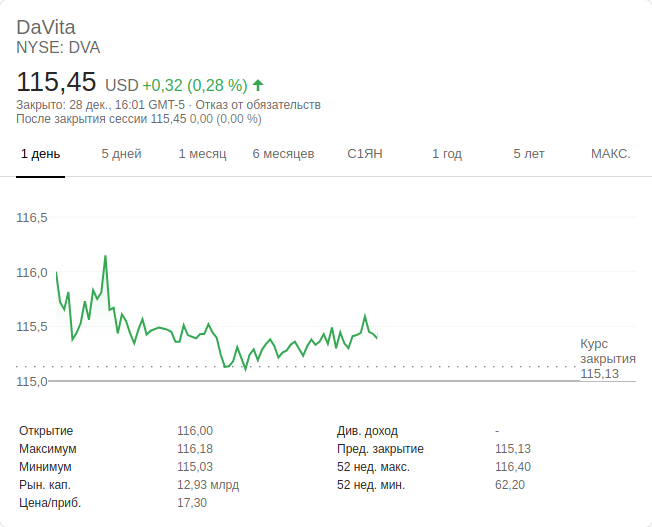 DaVita
NYSE: DVA
115,45 USD +0,32 (0,28 %)
Закрыто: 28 дек., 16:01 GMT-5 · Отказ от обязательств
После закрытия сессии 115,45 0,00 (0,00 %)
1 день 5 дней 1 месяц 6 месяцев С1ЯН 1 год 5 лет МАКС.
116,5
116,0
115,5
115,0
Курс
закрытия
115,13
Открытие 116,00 Див. доход -
Максимум 116,18 Пред. закрытие 115,13
Минимум 115,03 52 нед. макс. 116,40
Рын. кап. 12,93 млрд 52 нед. мин. 62,20
Цена/приб. 17,30